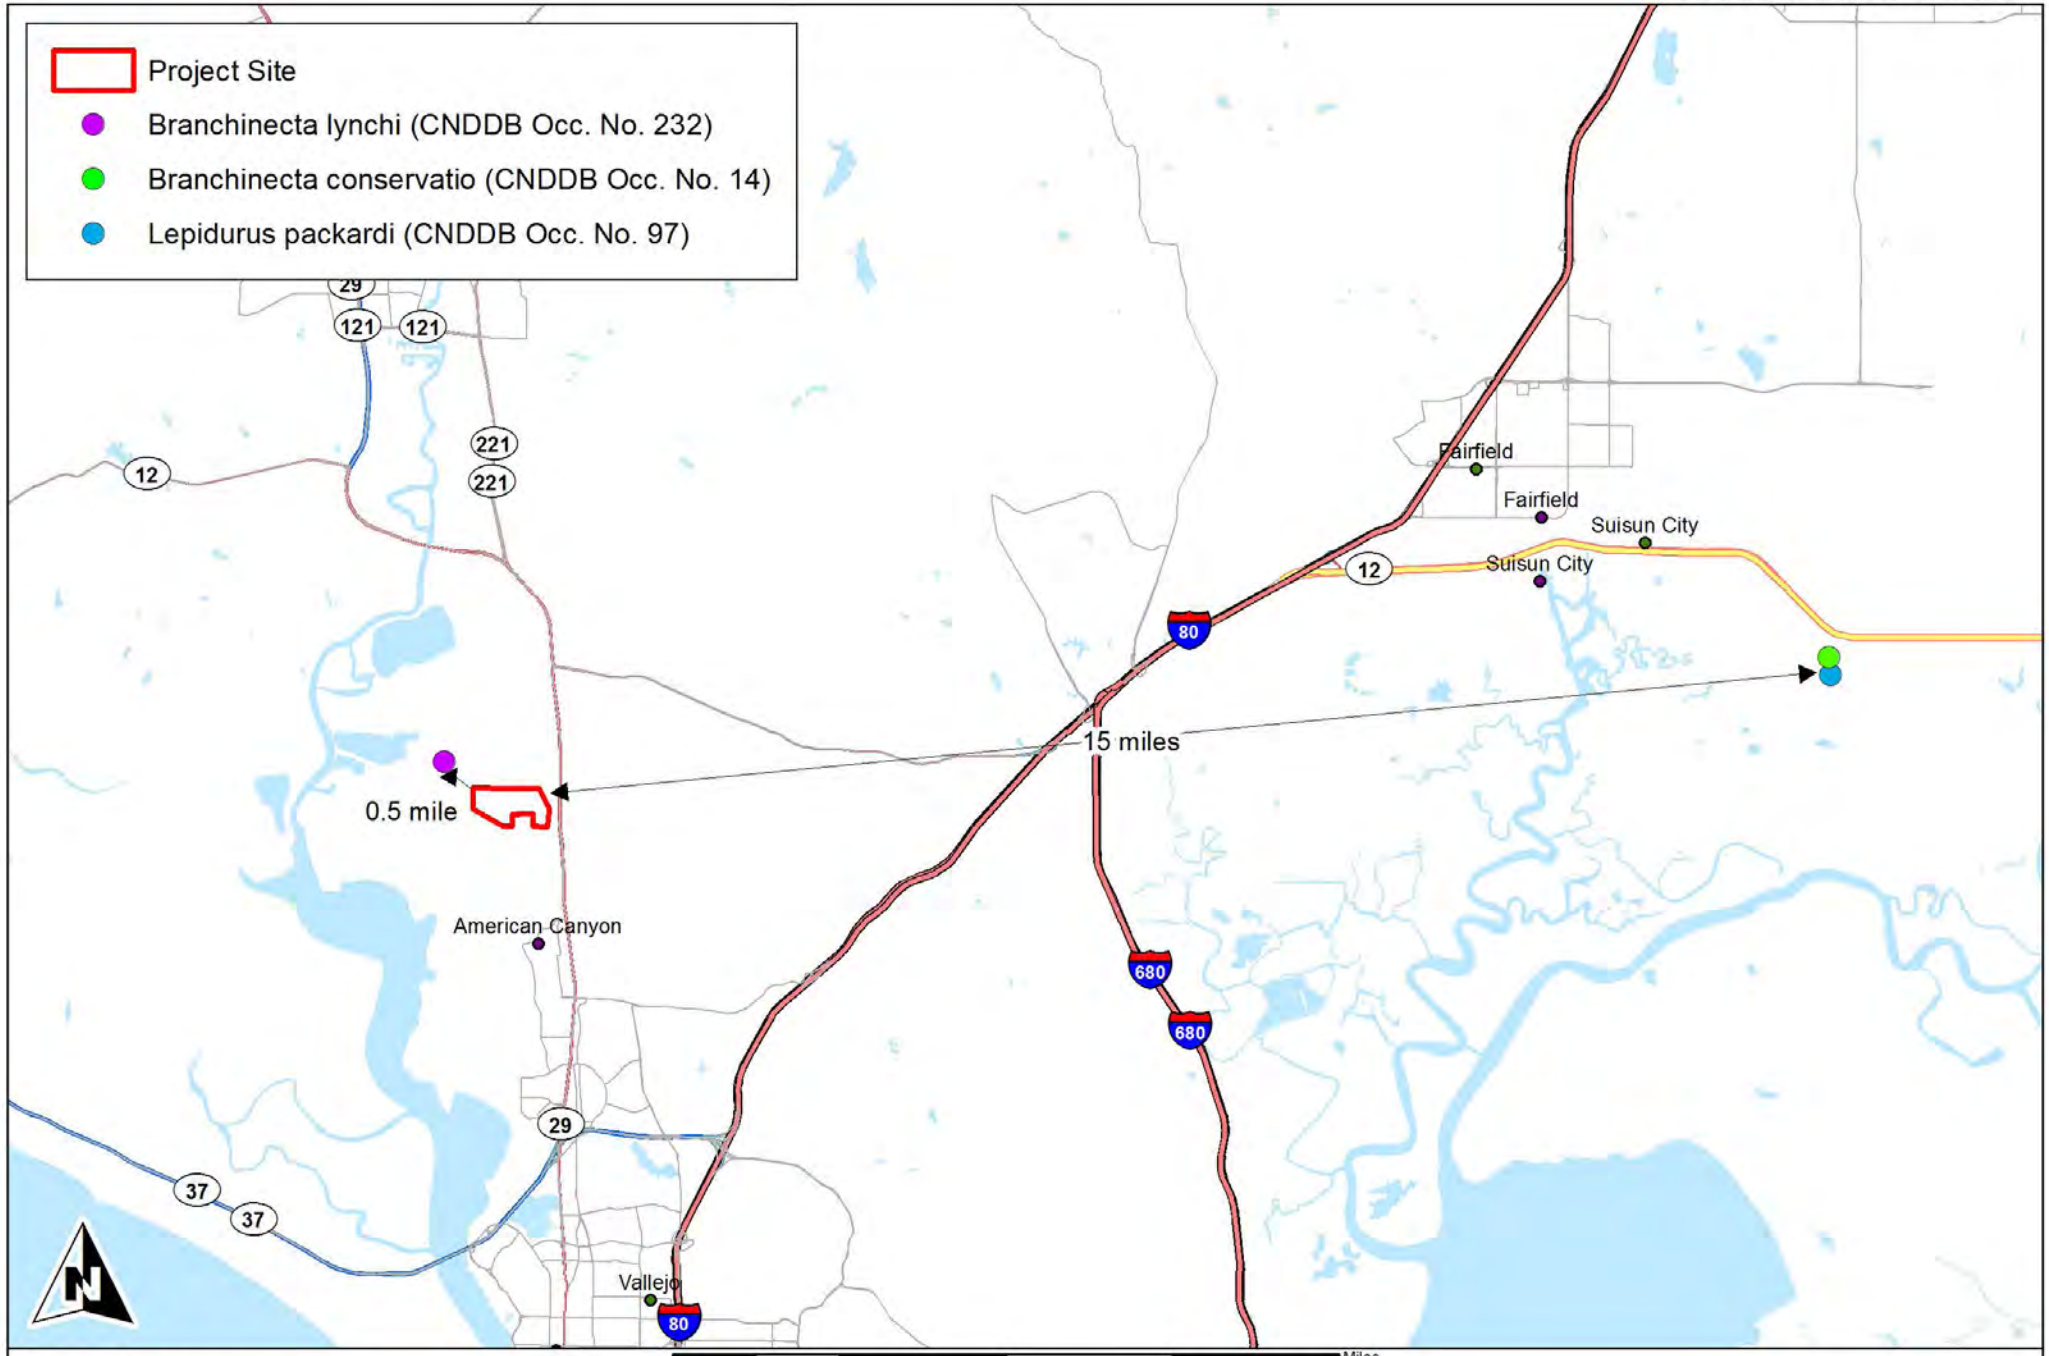 Project Site
Branchinecta lynchi (CNDDB Occ. No. 232)
Branchinecta conservatio (CNDDB Occ. No. 14)
Lepidurus packardi (CNDDB Occ. No. 97)
29
121
121
221
12
221
Fairfield
Fairfield
Suisun City
12
Suisun City
80
15 miles
0.5 mile
American Canyon
680
680
29
37
37
N
Vallejo
80
Miles